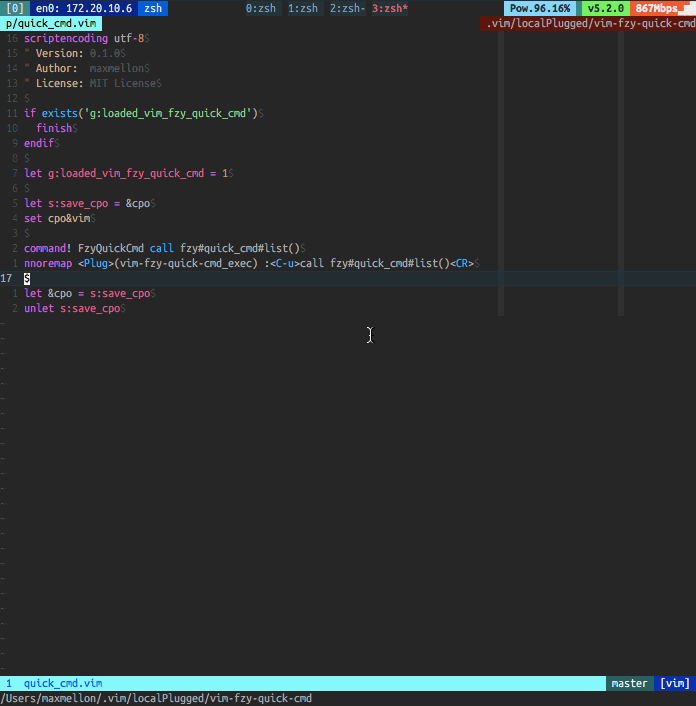 [0] en0: 172.20.10.6 zsh 0:zsh 1:zsh 2:zsh- 3:zsh* Pow.96.16% v5.2.0 867Mbps
p/quick_cmd.vim .vim/localPlugged/vim-fzy-quick-cmd
16 scriptencoding utf-8$
15 " Version: 0.1.0$
14 " Author:  maxmellon$
13 " License: MIT License$
12 $
11 if exists('g:loaded_vim_fzy_quick_cmd')$
10   finish$
9 endif$
8 $
7 let g:loaded_vim_fzy_quick_cmd = 1$
6 $
5 let s:save_cpo = &cpo$
4 set cpo&vim$
3 $
2 command! FzyQuickCmd call fzy#quick_cmd#list()$
1 nnoremap <Plug>(vim-fzy-quick-cmd_exec) :<C-u>call fzy#quick_cmd#list()<CR>$
17 $
1 let &cpo = s:save_cpo$
2 unlet s:save_cpo$
1 quick_cmd.vim master [vim]
/Users/maxmellon/.vim/localPlugged/vim-fzy-quick-cmd